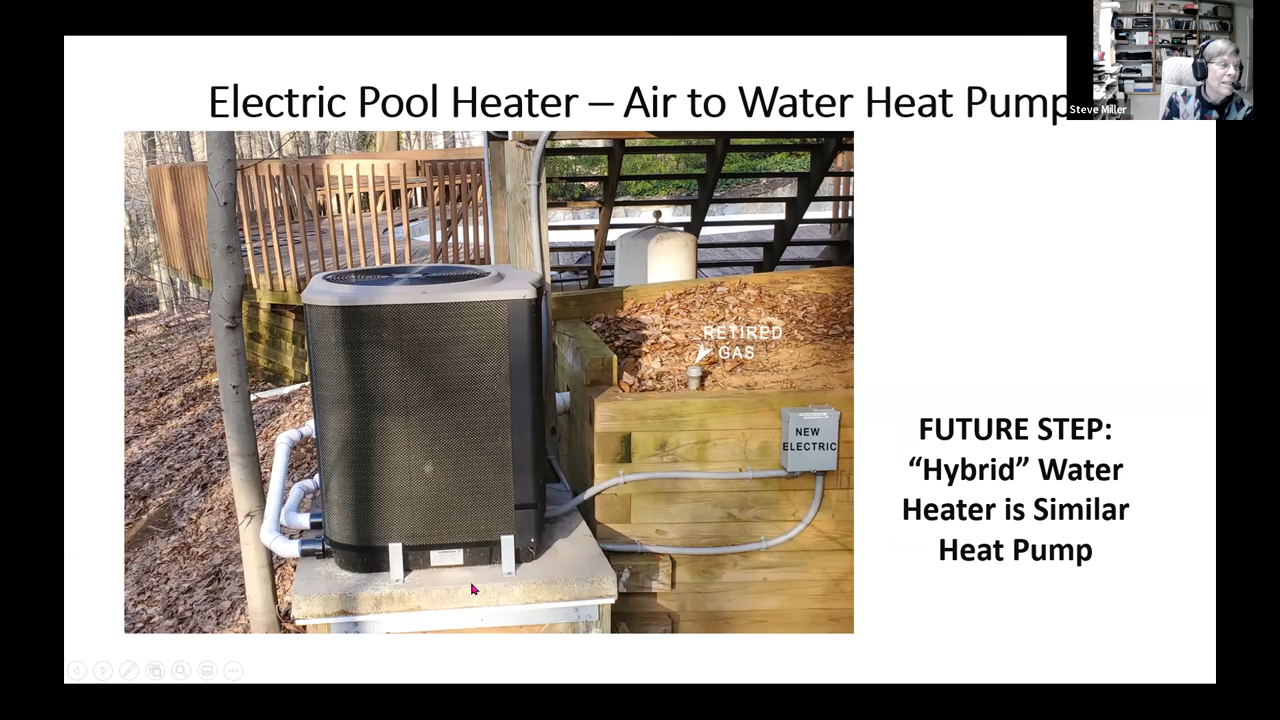 Electric Pool Heater – Air to Water Heat Pump
Steve Miller
RETIRED
GAS
NEW
ELECTRIC
FUTURE STEP:
“Hybrid” Water
Heater is Similar
Heat Pump